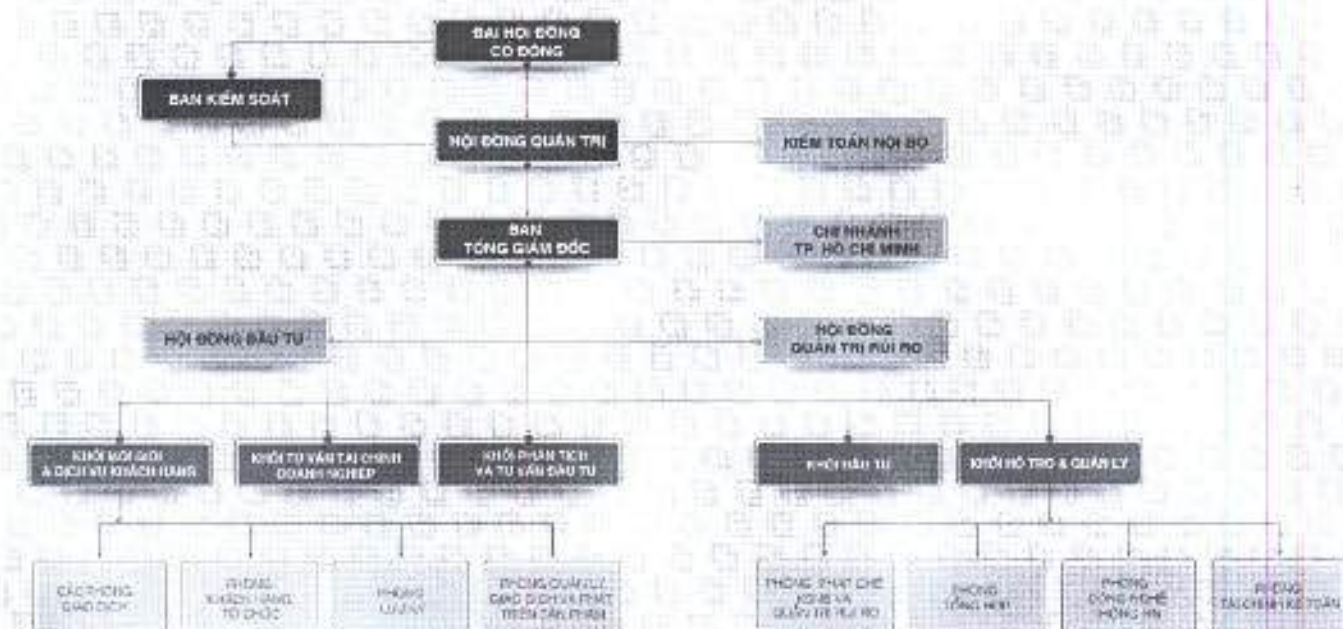 ĐẠI HỘI ĐỒNG
CỔ ĐÔNG
BAN KIỂM SOÁT
HỘI ĐỒNG QUẢN TRỊ
KIỂM TOÁN NỘI BỘ
BAN
TỔNG GIÁM ĐỐC
CHI NHÁNH
TP. HỒ CHÍ MINH
HỘI ĐỒNG ĐẦU TƯ
HỘI ĐỒNG
QUẢN TRỊ RỦI RO
KHỐI MÔI GIỚI
& DỊCH VỤ KHÁCH HÀNG
KHỐI TƯ VẤN TÀI CHÍNH
DOANH NGHIỆP
KHỐI PHÂN TÍCH
VÀ TƯ VẤN ĐẦU TƯ
KHỐI ĐẦU TƯ
KHỐI HỖ TRỢ & QUẢN LÝ
CÁC PHÒNG
GIAO DỊCH
PHÒNG
KHÁCH HÀNG
TỔ CHỨC
PHÒNG
LƯU KÝ
PHÒNG QUẢN LÝ
GIAO DỊCH VÀ PHÁT
TRIỂN SẢN PHẨM
PHÒNG PHÁP CHẾ
KSNB VÀ
QUẢN TRỊ RỦI RO
PHÒNG
TỔNG HỢP
PHÒNG
CÔNG NGHỆ
THÔNG TIN
PHÒNG
TÀI CHÍNH KẾ TOÁN